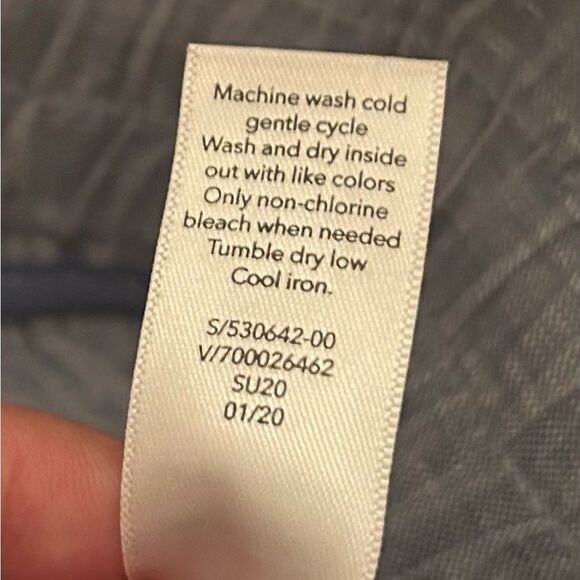 Machine wash cold
gentle cycle
Wash and dry inside
out with like colors
Only non-chlorine
bleach when needed
Tumble dry low
Cool iron.
S/530642-00
V/700026462
SU20
01/20